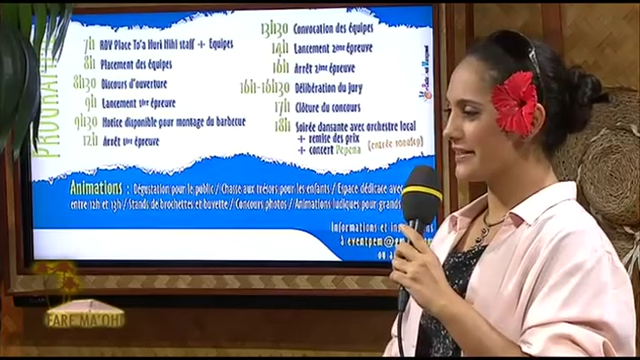 PROGRAMME
7h RDV Place To'a Huri Nihi staff + Equipes
8h Placement des équipes
8h30 Discours d'ouverture
9h Lancement 1ère épreuve
9h30 Notice disponible pour montage du barbecue
12h Arrêt 1ère épreuve
13h30 Convocation des équipes
14h Lancement 2ème épreuve
16h Arrêt 2ème épreuve
16h-16h30 Délibération du Jury
17h Clôture du concours
18h Soirée dansante avec orchestre local
+ remise des prix
+ concert Pepena (entrée 1000frcp)
Animations : Dégustation pour le public / Chasse aux trésors pour les enfants / Espace dédicace avec
entre 12h et 13h / Stands de brochettes et buvette / Concours photos / Animations ludiques pour grands
Informations et
à eventpem@
ou
FARE MA'OHI